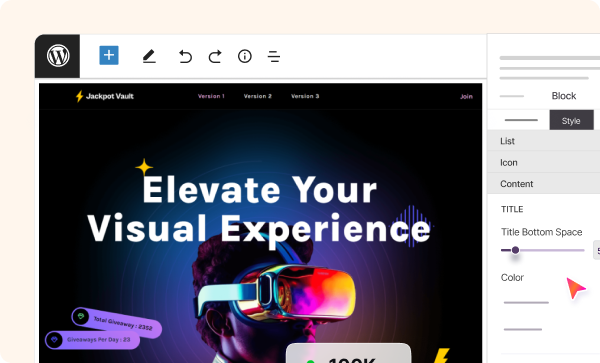 Jackpot Vault
Version 1
Version 2
Version 3
Join
Elevate Your
Visual Experience
Total Giveaway : 2352
Giveaways Per Day : 23
100K
Block
Style
List
Icon
Content
TITLE
Title Bottom Space
Color